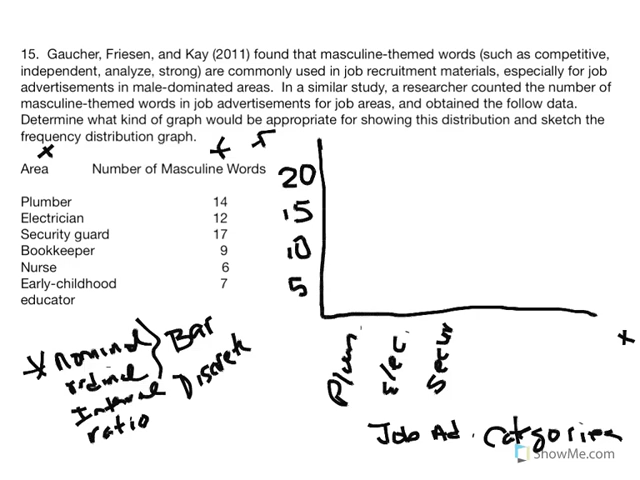 15. Gaucher, Friesen, and Kay (2011) found that masculine-themed words (such as competitive,
independent, analyze, strong) are commonly used in job recruitment materials, especially for job
advertisements in male-dominated areas. In a similar study, a researcher counted the number of
masculine-themed words in job advertisements for job areas, and obtained the follow data.
Determine what kind of graph would be appropriate for showing this distribution and sketch the
frequency distribution graph.
x f
Area Number of Masculine Words
Plumber 14
Electrician 12
Security guard 17
Bookkeeper 9
Nurse 6
Early-childhood 7
educator
20
15
10
5
Nominal } Bar
ordinal
Interval Discrete
ratio
Plum.
Elec.
Secur
x
Job Ad. Categories
ShowMe.com